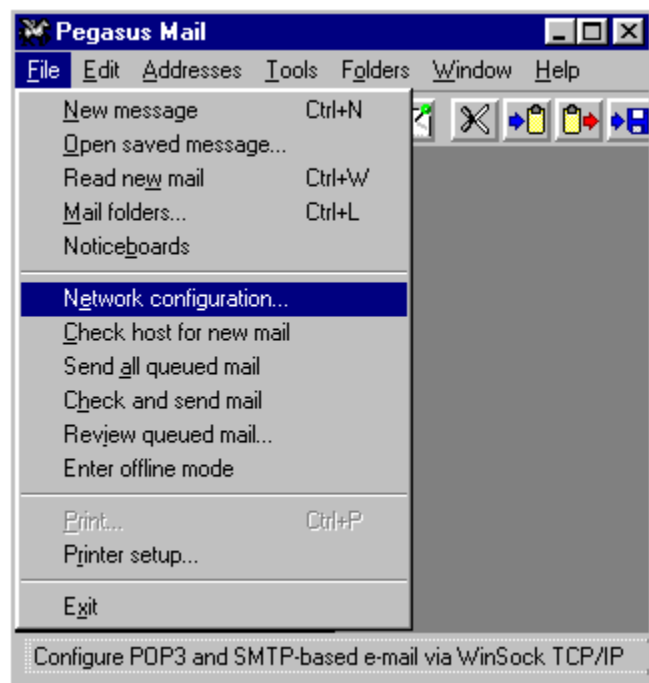 Pegasus Mail
File Edit Addresses Tools Folders Window Help
New message Ctrl+N
Open saved message...
Read new mail Ctrl+W
Mail folders... Ctrl+L
Noticeboards
Network configuration...
Check host for new mail
Send all queued mail
Check and send mail
Review queued mail...
Enter offline mode
Print... Ctrl+P
Printer setup...
Exit
Configure POP3 and SMTP-based e-mail via WinSock TCP/IP